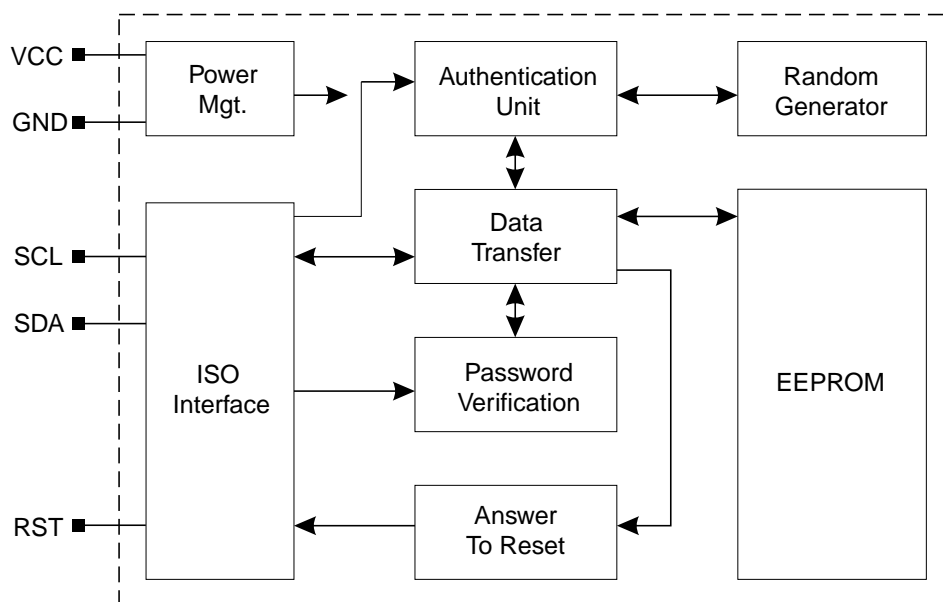 VCC
GND
Power
Mgt.
Authentication
Unit
Random
Generator
SCL
SDA
RST
ISO
Interface
Data
Transfer
Password
Verification
Answer
To Reset
EEPROM